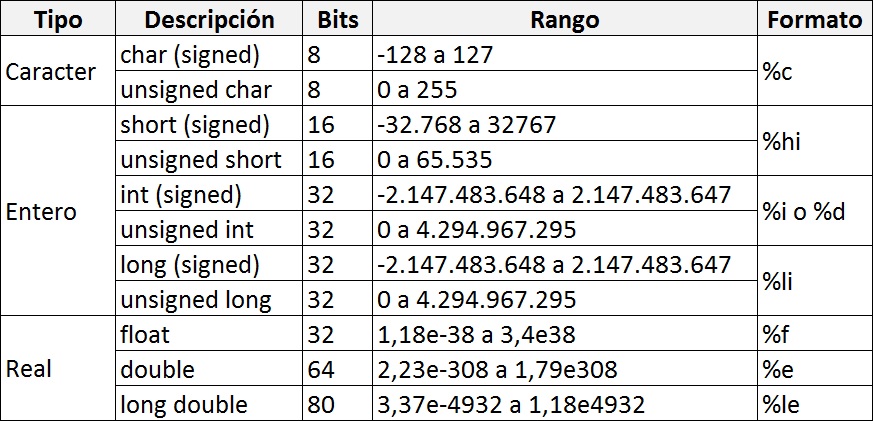 Tipo Descripción Bits Rango Formato
Caracter char (signed) 8 -128 a 127 %c
unsigned char 8 0 a 255
Entero short (signed) 16 -32.768 a 32767 %hi
unsigned short 16 0 a 65.535
int (signed) 32 -2.147.483.648 a 2.147.483.647 %i o %d
unsigned int 32 0 a 4.294.967.295
long (signed) 32 -2.147.483.648 a 2.147.483.647 %li
unsigned long 32 0 a 4.294.967.295
Real float 32 1,18e-38 a 3,4e38 %f
double 64 2,23e-308 a 1,79e308 %e
long double 80 3,37e-4932 a 1,18e4932 %le